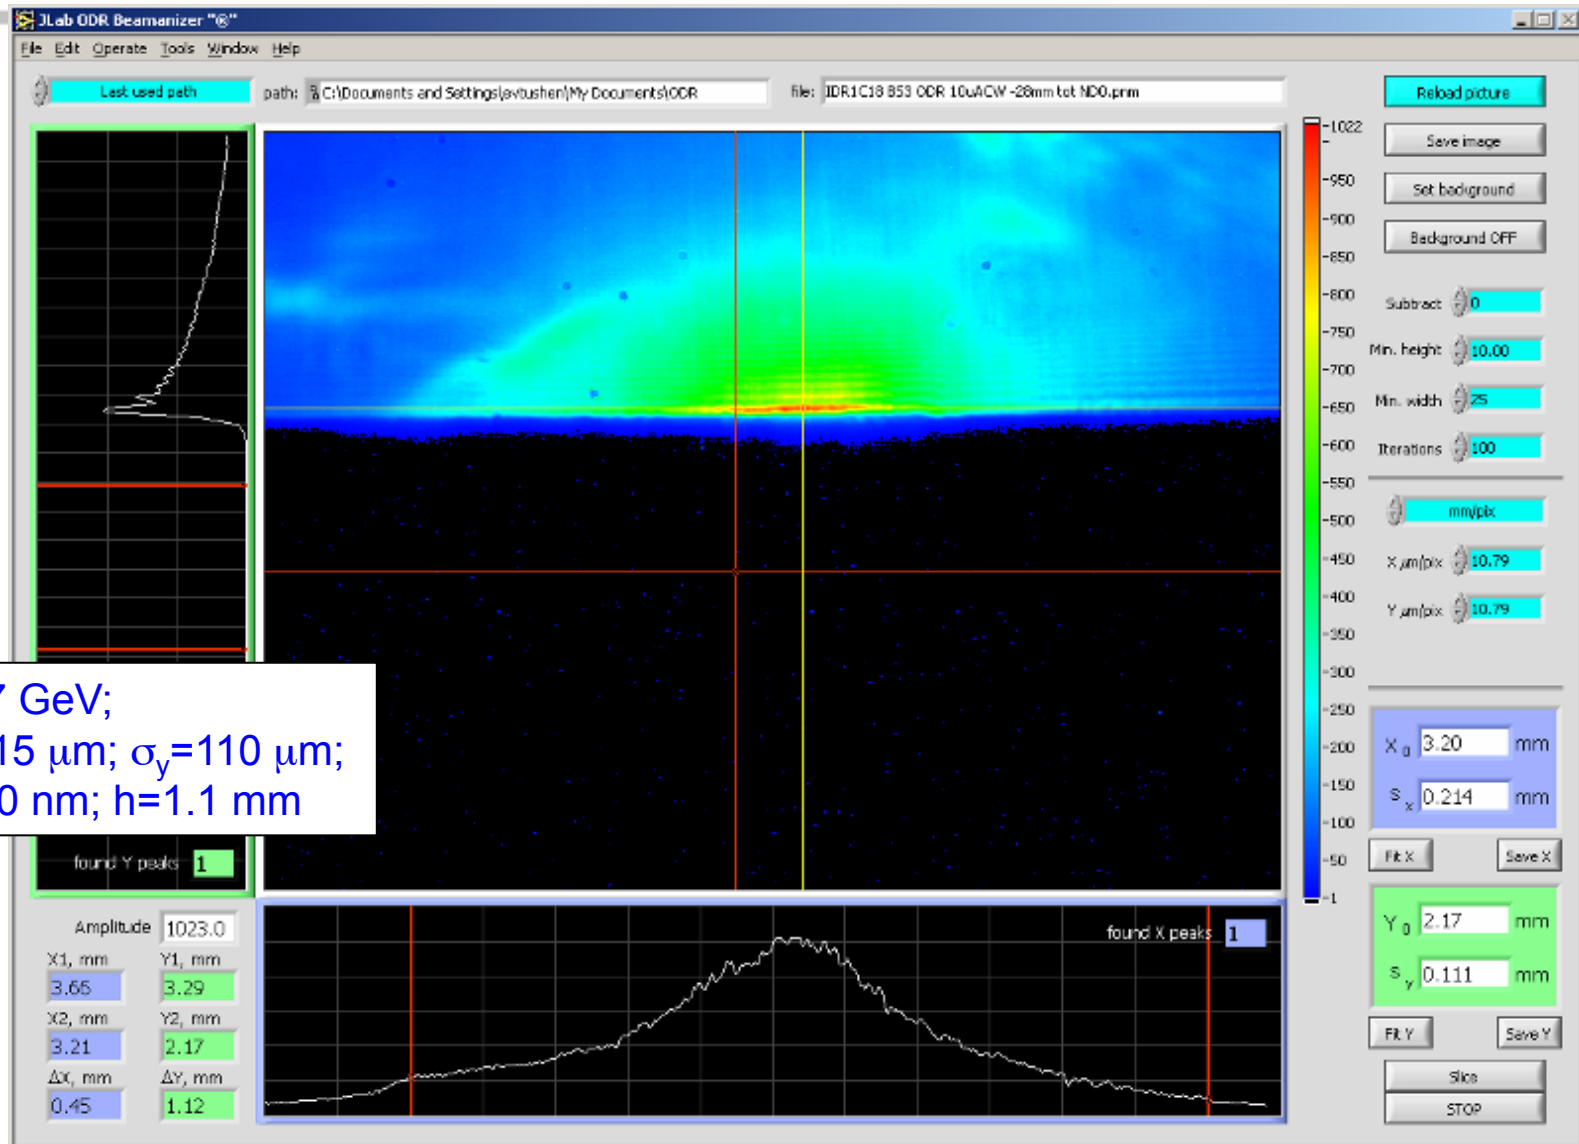 JLab ODR Beamanizer "®"
File Edit Operate Tools Window Help
Last used path
path: C:\Documents and Settings\evtushen\My Documents\ODR
file: IDR1C18 BS3 ODR 10uACW -28mm tot ND0.pnm
Reload picture
Save image
Set background
Background OFF
Subtract 0
Min. height 10.00
Min. width 25
Iterations 100
mm/pix
X µm/pix 10.79
Y µm/pix 10.79
1022
950
900
850
800
750
700
650
600
550
500
450
400
350
300
250
200
150
100
50
1
7 GeV;
15 µm; σy=110 µm;
0 nm; h=1.1 mm
found Y peaks 1
X0 3.20 mm
Sx 0.214 mm
Fit X Save X
Y0 2.17 mm
Sy 0.111 mm
Fit Y Save Y
Slice
STOP
found X peaks 1
Amplitude 1023.0
X1, mm Y1, mm
3.65 3.29
X2, mm Y2, mm
3.21 2.17
ΔX, mm ΔY, mm
0.45 1.12